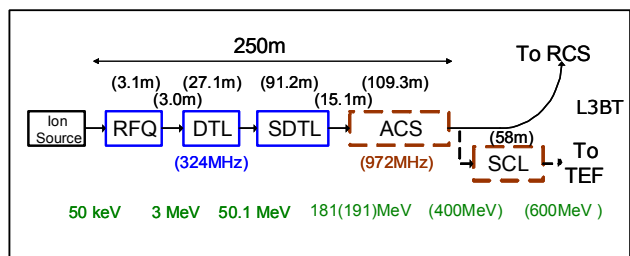 250m
To RCS
(3.1m) (27.1m) (91.2m) (109.3m)
(3.0m) (15.1m)
L3BT
Ion
Source
RFQ DTL SDTL ACS
(58m)
(324MHz) (972MHz)
SCL
To
TEF
50 keV 3 MeV 50.1 MeV 181(191)MeV (400MeV) (600MeV )